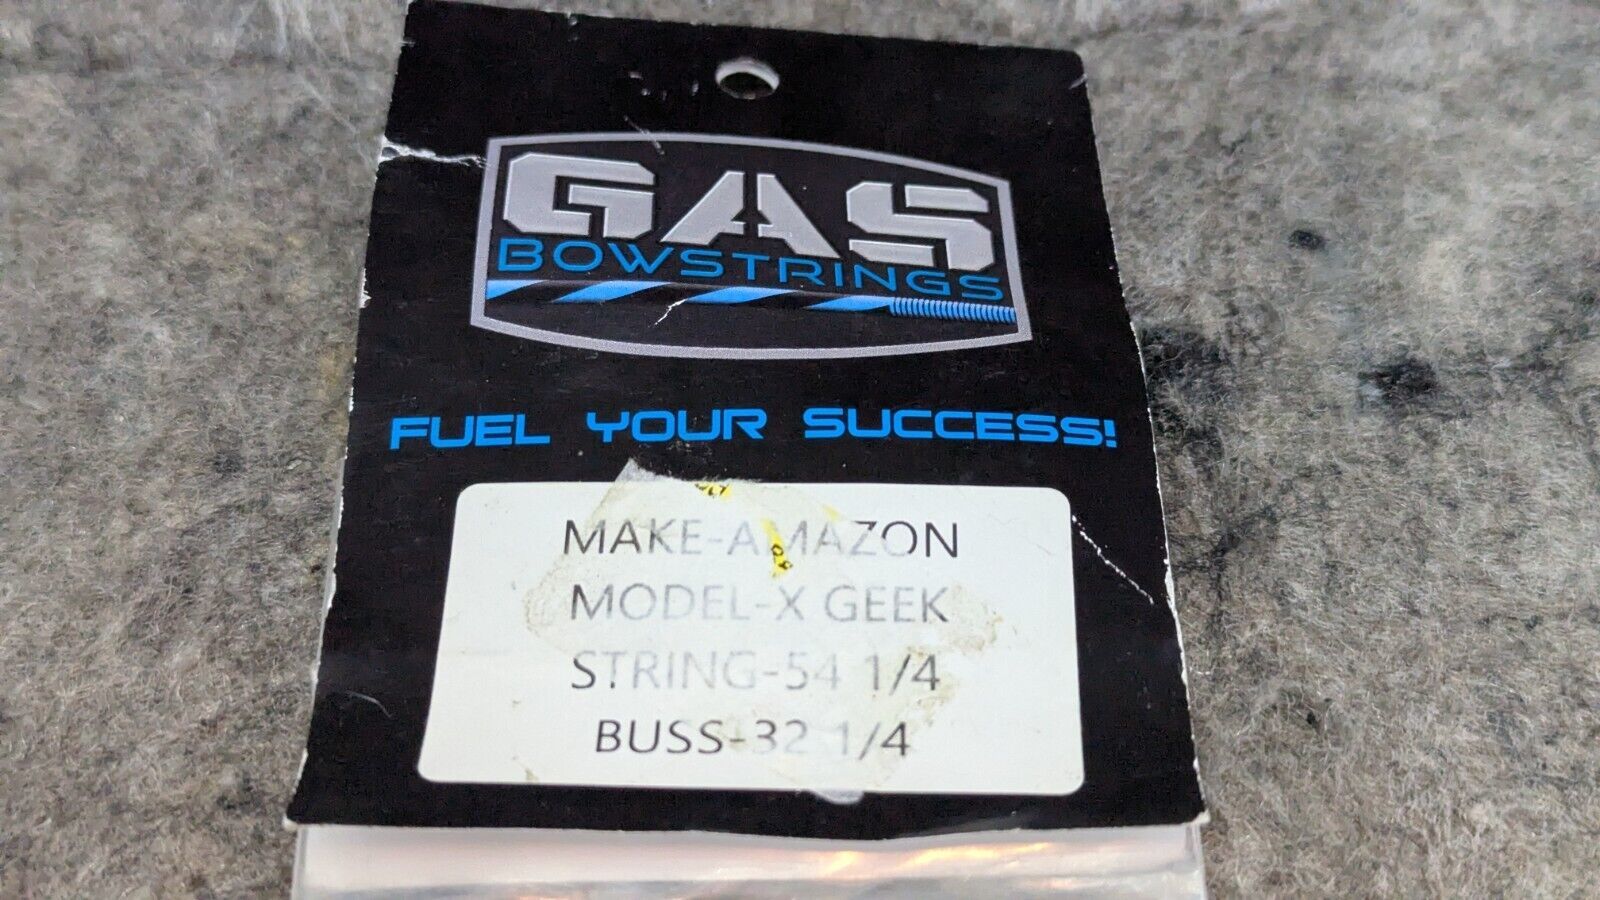 GAS
BOWSTRINGS
FUEL YOUR SUCCESS!
MAKE-AMAZON
MODEL-X GEEK
STRING-54 1/4
BUSS-32 1/4